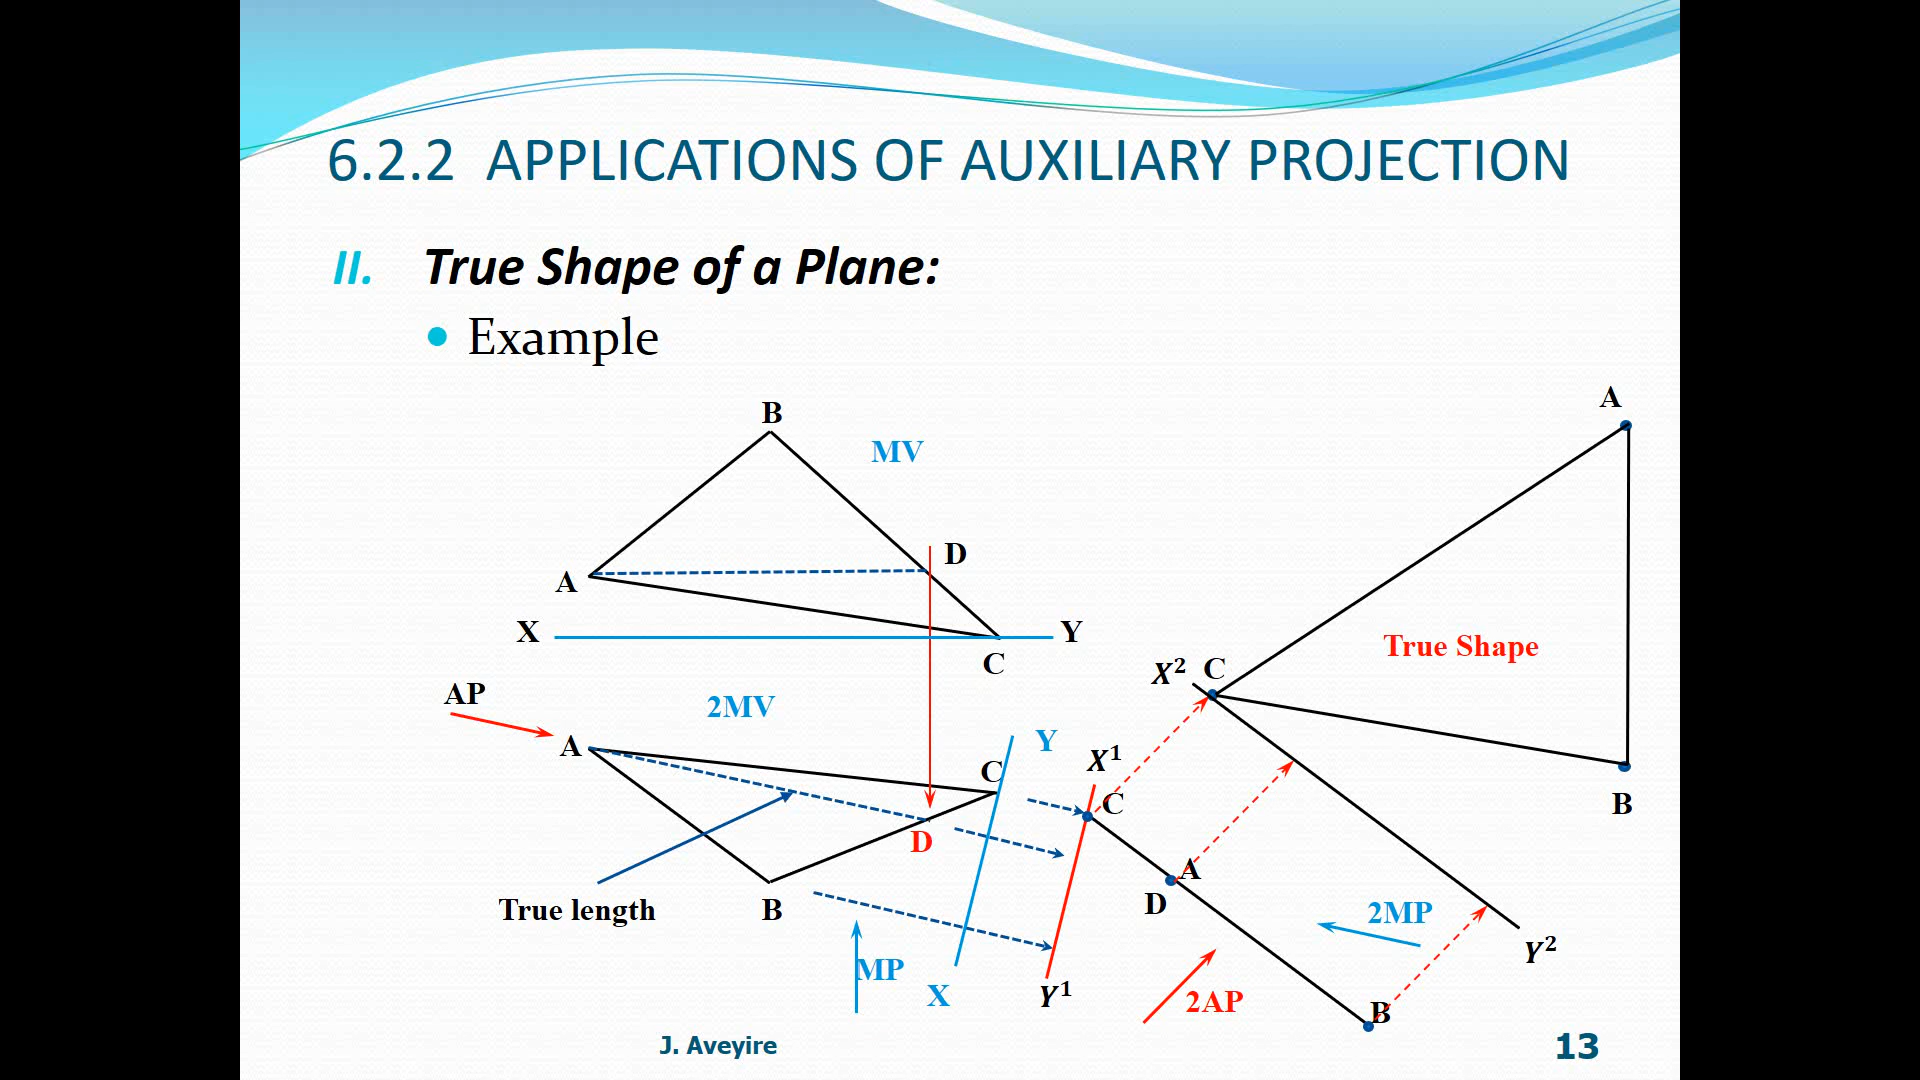 6.2.2 APPLICATIONS OF AUXILIARY PROJECTION
II. True Shape of a Plane:
• Example
A
B
MV
D
A
X
Y
C
True Shape
X² C
AP
2MV
A
Y
X¹
C
C
D
A
D
B
True length
B
2MP
Y²
MP
X
Y¹
2AP
B
J. Aveyire
13